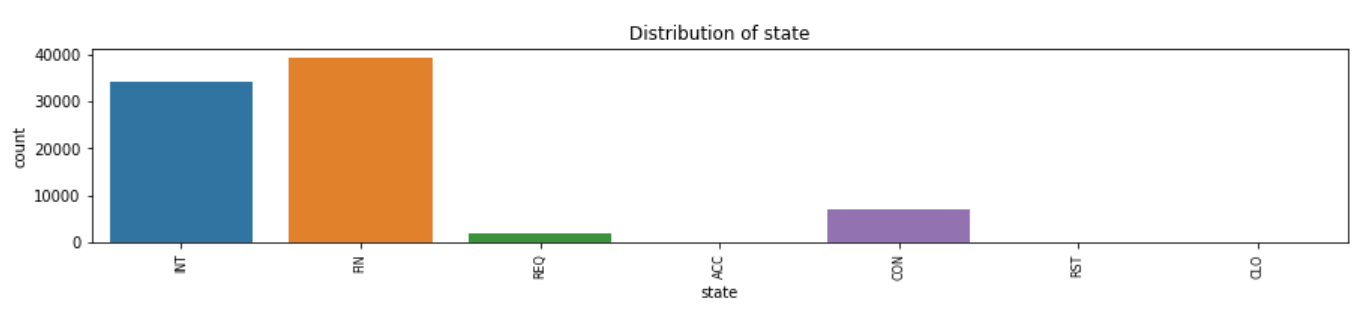 Distribution of state
count
40000
30000
20000
10000
0
INT
FIN
REQ
ACC
CON
RST
CLO
state